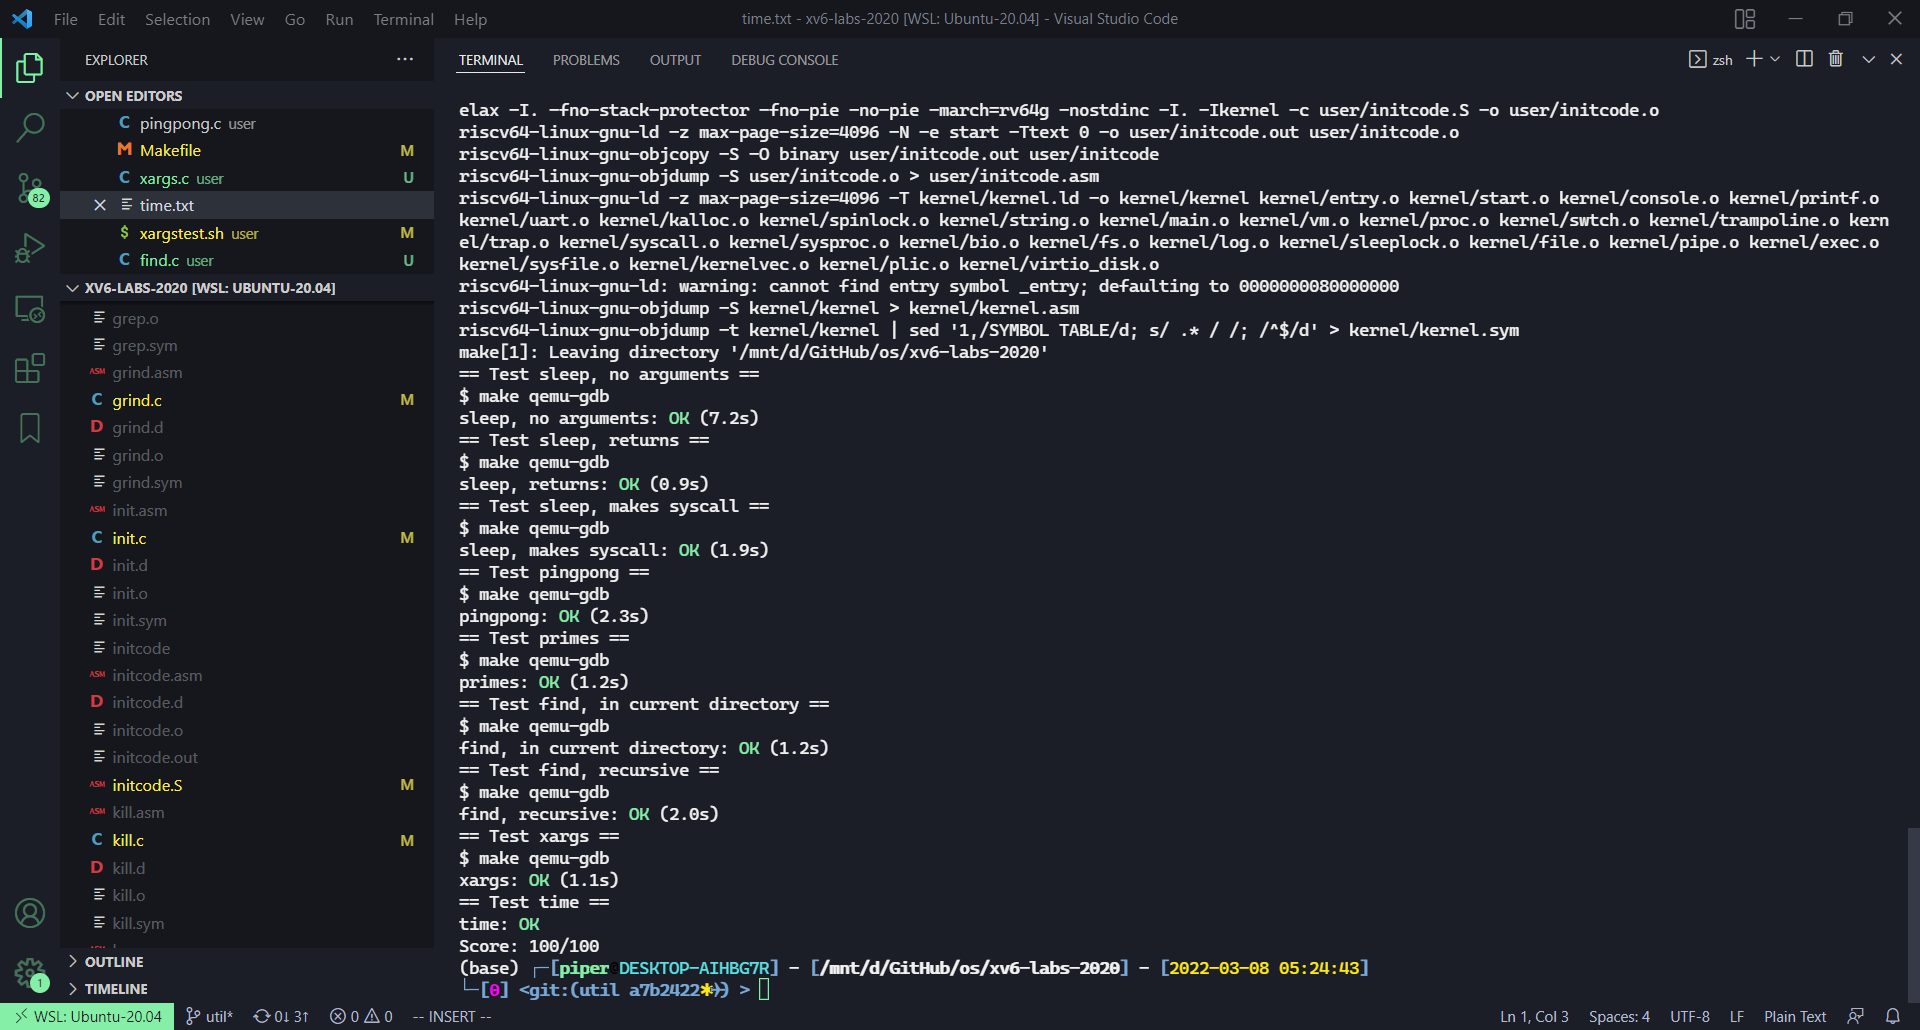 File Edit Selection View Go Run Terminal Help
time.txt - xv6-labs-2020 [WSL: Ubuntu-20.04] - Visual Studio Code
EXPLORER
OPEN EDITORS
pingpong.c user
Makefile M
xargs.c user U
time.txt
xargstest.sh user M
find.c user U
XV6-LABS-2020 [WSL: UBUNTU-20.04]
grep.o
grep.sym
grind.asm
grind.c M
grind.d
grind.o
grind.sym
init.asm
init.c M
init.d
init.o
init.sym
initcode
initcode.asm
initcode.d
initcode.o
initcode.out
initcode.S M
kill.asm
kill.c M
kill.d
kill.o
kill.sym
OUTLINE
TIMELINE
82
1
TERMINAL PROBLEMS OUTPUT DEBUG CONSOLE
zsh
elax -I. -fno-stack-protector -fno-pie -no-pie -march=rv64g -nostdinc -I. -Ikernel -c user/initcode.S -o user/initcode.o
riscv64-linux-gnu-ld -z max-page-size=4096 -N -e start -Ttext 0 -o user/initcode.out user/initcode.o
riscv64-linux-gnu-objcopy -S -O binary user/initcode.out user/initcode
riscv64-linux-gnu-objdump -S user/initcode.o > user/initcode.asm
riscv64-linux-gnu-ld -z max-page-size=4096 -T kernel/kernel.ld -o kernel/kernel kernel/entry.o kernel/start.o kernel/console.o kernel/printf.o
kernel/uart.o kernel/kalloc.o kernel/spinlock.o kernel/string.o kernel/main.o kernel/vm.o kernel/proc.o kernel/swtch.o kernel/trampoline.o kern
el/trap.o kernel/syscall.o kernel/sysproc.o kernel/bio.o kernel/fs.o kernel/log.o kernel/sleeplock.o kernel/file.o kernel/pipe.o kernel/exec.o
kernel/sysfile.o kernel/kernelvec.o kernel/plic.o kernel/virtio_disk.o
riscv64-linux-gnu-ld: warning: cannot find entry symbol _entry; defaulting to 0000000080000000
riscv64-linux-gnu-objdump -S kernel/kernel > kernel/kernel.asm
riscv64-linux-gnu-objdump -t kernel/kernel | sed '1,/SYMBOL TABLE/d; s/ .* / /; /^$/d' > kernel/kernel.sym
make[1]: Leaving directory '/mnt/d/GitHub/os/xv6-labs-2020'
== Test sleep, no arguments ==
$ make qemu-gdb
sleep, no arguments: OK (7.2s)
== Test sleep, returns ==
$ make qemu-gdb
sleep, returns: OK (0.9s)
== Test sleep, makes syscall ==
$ make qemu-gdb
sleep, makes syscall: OK (1.9s)
== Test pingpong ==
$ make qemu-gdb
pingpong: OK (2.3s)
== Test primes ==
$ make qemu-gdb
primes: OK (1.2s)
== Test find, in current directory ==
$ make qemu-gdb
find, in current directory: OK (1.2s)
== Test find, recursive ==
$ make qemu-gdb
find, recursive: OK (2.0s)
== Test xargs ==
$ make qemu-gdb
xargs: OK (1.1s)
== Test time ==
time: OK
Score: 100/100
(base) ┌─[piper DESKTOP-AIHBG7R] - [/mnt/d/GitHub/os/xv6-labs-2020] - [2022-03-08 05:24:43]
└─[0] <git:(util a7b2422✱) >
WSL: Ubuntu-20.04 util* 0↓ 3↑ 0 0 -- INSERT -- Ln 1, Col 3 Spaces: 4 UTF-8 LF Plain Text